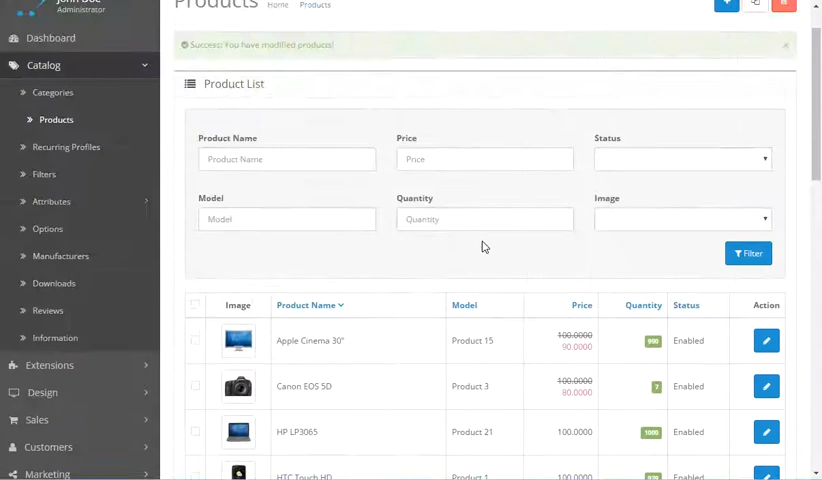 John Doe
Administrator
Dashboard
Catalog
Categories
Products
Recurring Profiles
Filters
Attributes
Options
Manufacturers
Downloads
Reviews
Information
Extensions
Design
Sales
Customers
Marketing
Products Home Products
Success: You have modified products!
Product List
Product Name Price Status
Product Name Price
Model Quantity Image
Model Quantity
Filter
Image Product Name Model Price Quantity Status Action
Apple Cinema 30" Product 15 100.0000 90.0000 990 Enabled
Canon EOS 5D Product 3 100.0000 80.0000 7 Enabled
HP LP3065 Product 21 100.0000 1000 Enabled
HTC Touch HD Product 1 100.0000 Enabled